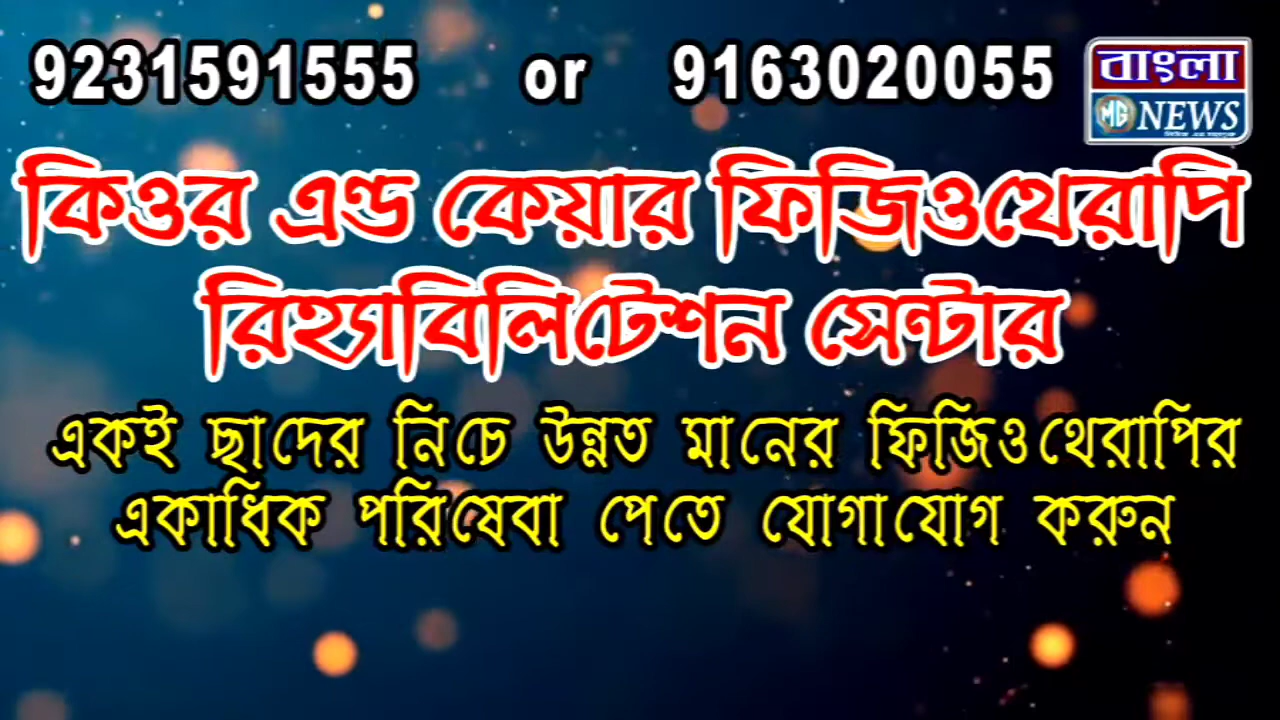 9231591555 or 9163020055
বাংলা
MG NEWS
কিওর এণ্ড কেয়ার ফিজিওথেরাপি
রিহ্যাবিলিটেশন সেন্টার
একই ছাদের নিচে উন্নত মানের ফিজিওথেরাপির
একাধিক পরিষেবা পেতে যোগাযোগ করুন